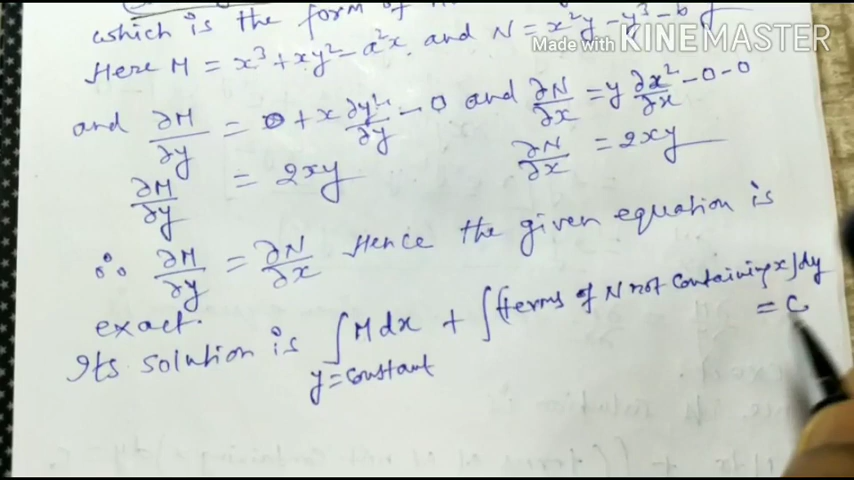 which is the form of
Here M = x³ + xy² - a²x and N = x²y - y³ - b
Made with KINEMASTER
and ∂M/∂y = 0 + x ∂y²/∂y - 0 and ∂N/∂x = y ∂x²/∂x - 0 - 0
∂M/∂y = 2xy ∂N/∂x = 2xy
∴ ∂M/∂y = ∂N/∂x Hence the given equation is
exact.
Its solution is ∫M dx + ∫(terms of N not containing x) dy
= C
y = constant